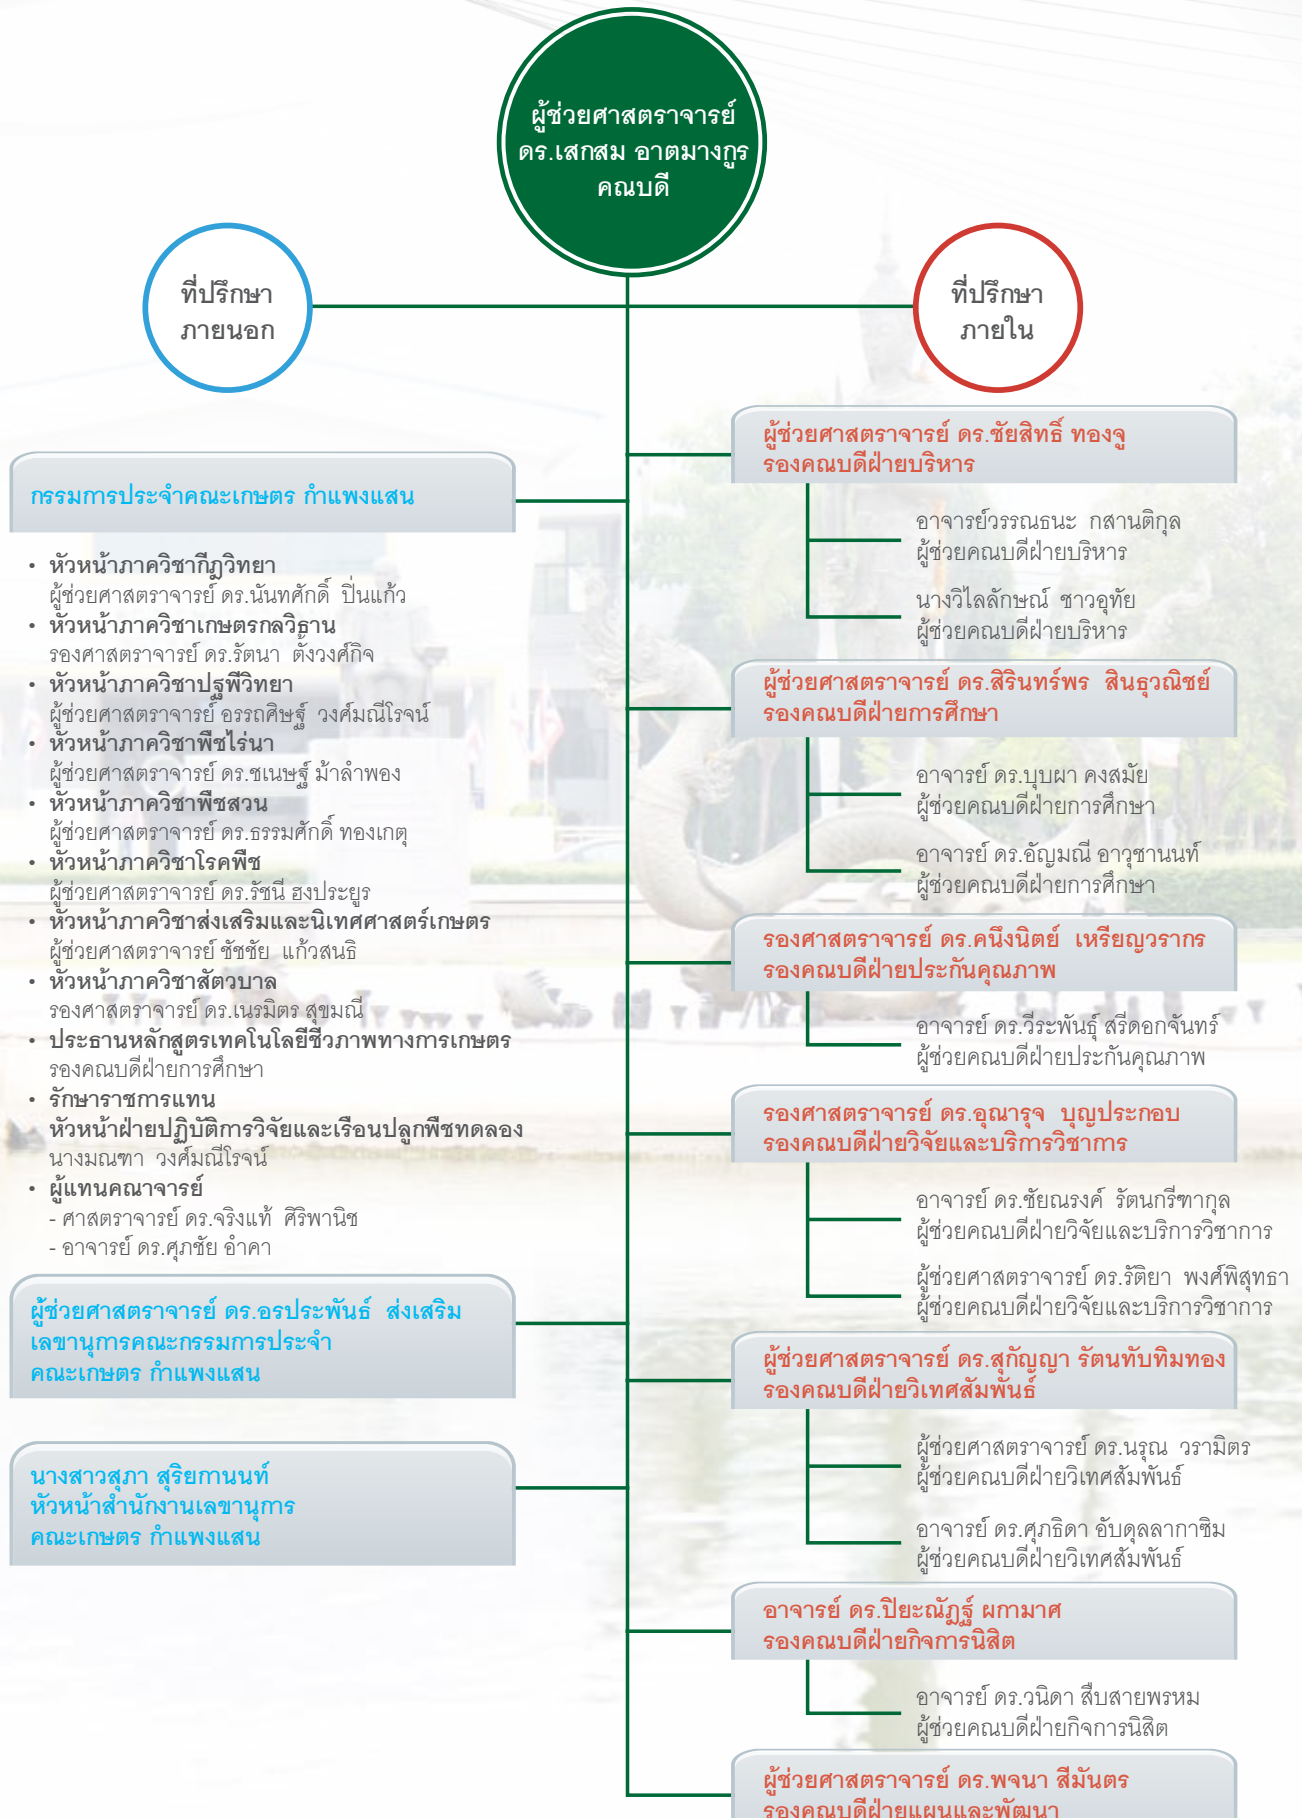 ผู้ช่วยศาสตราจารย์
ดร.เสกสม อาตมางกูร
คณบดี
ที่ปรึกษา
ภายนอก
ที่ปรึกษา
ภายใน
กรรมการประจำคณะเกษตร กำแพงแสน
• หัวหน้าภาควิชากีฏวิทยา
ผู้ช่วยศาสตราจารย์ ดร.นันทศักดิ์ ปิ่นแก้ว
• หัวหน้าภาควิชาเกษตรกลวิธาน
รองศาสตราจารย์ ดร.รัตนา ตั้งวงศ์กิจ
• หัวหน้าภาควิชาปฐพีวิทยา
ผู้ช่วยศาสตราจารย์ อรรถศิษฐ์ วงศ์มณีโรจน์
• หัวหน้าภาควิชาพืชไร่นา
ผู้ช่วยศาสตราจารย์ ดร.ชเนษฐ์ ม้าลำพอง
• หัวหน้าภาควิชาพืชสวน
ผู้ช่วยศาสตราจารย์ ดร.ธรรมศักดิ์ ทองเกตุ
• หัวหน้าภาควิชาโรคพืช
ผู้ช่วยศาสตราจารย์ ดร.รัชนี ฮงประยูร
• หัวหน้าภาควิชาส่งเสริมและนิเทศศาสตร์เกษตร
ผู้ช่วยศาสตราจารย์ ชัชชัย แก้วสนธิ
• หัวหน้าภาควิชาสัตวบาล
รองศาสตราจารย์ ดร.เนรมิตร สุขมณี
• ประธานหลักสูตรเทคโนโลยีชีวภาพทางการเกษตร
รองคณบดีฝ่ายการศึกษา
• รักษาราชการแทน
หัวหน้าฝ่ายปฏิบัติการวิจัยและเรือนปลูกพืชทดลอง
นางมณฑา วงศ์มณีโรจน์
• ผู้แทนคณาจารย์
- ศาสตราจารย์ ดร.จริงแท้ ศิริพานิช
- อาจารย์ ดร.ศุภชัย อำคา
ผู้ช่วยศาสตราจารย์ ดร.อรประพันธ์ ส่งเสริม
เลขานุการคณะกรรมการประจำ
คณะเกษตร กำแพงแสน
นางสาวสุภา สุริยกานนท์
หัวหน้าสำนักงานเลขานุการ
คณะเกษตร กำแพงแสน
ผู้ช่วยศาสตราจารย์ ดร.ชัยสิทธิ์ ทองจู
รองคณบดีฝ่ายบริหาร
อาจารย์วรรณธนะ กสานติกุล
ผู้ช่วยคณบดีฝ่ายบริหาร
นางวิไลลักษณ์ ชาวอุทัย
ผู้ช่วยคณบดีฝ่ายบริหาร
ผู้ช่วยศาสตราจารย์ ดร.สิรินทร์พร สินธุวณิชย์
รองคณบดีฝ่ายการศึกษา
อาจารย์ ดร.บุบผา คงสมัย
ผู้ช่วยคณบดีฝ่ายการศึกษา
อาจารย์ ดร.อัญมณี อาวุชานนท์
ผู้ช่วยคณบดีฝ่ายการศึกษา
รองศาสตราจารย์ ดร.คนึงนิตย์ เหรียญวรากร
รองคณบดีฝ่ายประกันคุณภาพ
อาจารย์ ดร.วีระพันธุ์ สรีดอกจันทร์
ผู้ช่วยคณบดีฝ่ายประกันคุณภาพ
รองศาสตราจารย์ ดร.อุณารุจ บุญประกอบ
รองคณบดีฝ่ายวิจัยและบริการวิชาการ
อาจารย์ ดร.ชัยณรงค์ รัตนกรีฑากุล
ผู้ช่วยคณบดีฝ่ายวิจัยและบริการวิชาการ
ผู้ช่วยศาสตราจารย์ ดร.รัติยา พงศ์พิสุทธา
ผู้ช่วยคณบดีฝ่ายวิจัยและบริการวิชาการ
ผู้ช่วยศาสตราจารย์ ดร.สุกัญญา รัตนทับทิมทอง
รองคณบดีฝ่ายวิเทศสัมพันธ์
ผู้ช่วยศาสตราจารย์ ดร.นรุณ วรามิตร
ผู้ช่วยคณบดีฝ่ายวิเทศสัมพันธ์
อาจารย์ ดร.ศุภธิดา อับดุลลากาซิม
ผู้ช่วยคณบดีฝ่ายวิเทศสัมพันธ์
อาจารย์ ดร.ปิยะณัฏฐ์ ผกามาศ
รองคณบดีฝ่ายกิจการนิสิต
อาจารย์ ดร.วนิดา สืบสายพรหม
ผู้ช่วยคณบดีฝ่ายกิจการนิสิต
ผู้ช่วยศาสตราจารย์ ดร.พจนา สีมันตร
รองคณบดีฝ่ายแผนและพัฒนา